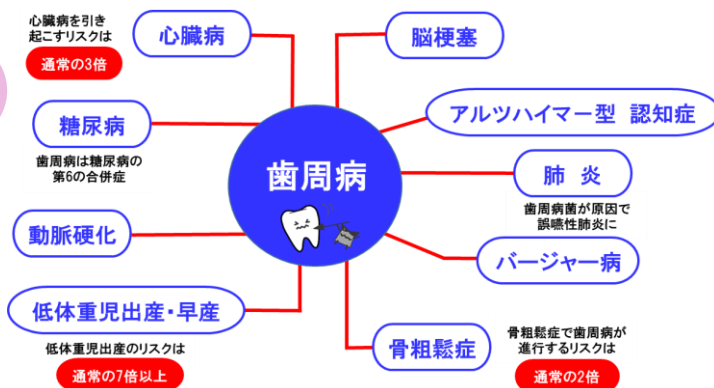 心臓病を引き
起こすリスクは
通常の3倍
心臓病
脳梗塞
糖尿病
歯周病は糖尿病の
第6の合併症
アルツハイマー型 認知症
歯周病
肺 炎
歯周病菌が原因で
誤嚥性肺炎に
動脈硬化
バージャー病
低体重児出産・早産
低体重児出産のリスクは
通常の7倍以上
骨粗鬆症
骨粗鬆症で歯周病が
進行するリスクは
通常の2倍